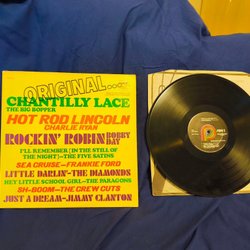 ORIGINAL...
CHANTILLY LACE
THE BIG BOPPER
HOT ROD LINCOLN
CHARLIE RYAN
ROCKIN' ROBIN BOBBY DAY
I'LL REMEMBER (IN THE STILL OF
THE NIGHT)—THE FIVE SATINS
SEA CRUISE—FRANKIE FORD
LITTLE DARLIN'—THE DIAMONDS
HEY LITTLE SCHOOL GIRL—THE PARAGONS
SH-BOOM—THE CREW CUTS
JUST A DREAM—JIMMY CLANTON